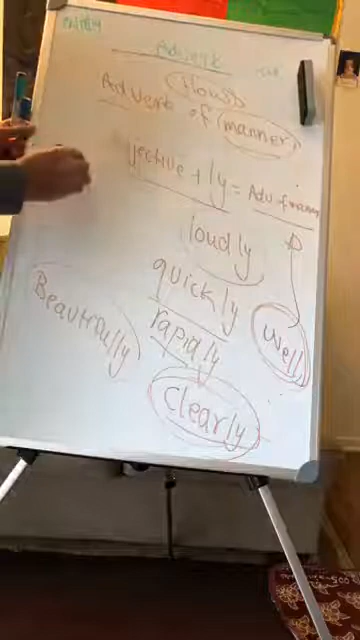 Adverb
(How)
Adverb of (manner)
jective + ly = Adv of manner
loudly
quickly
rapidly
Well
Beautifully
Clearly